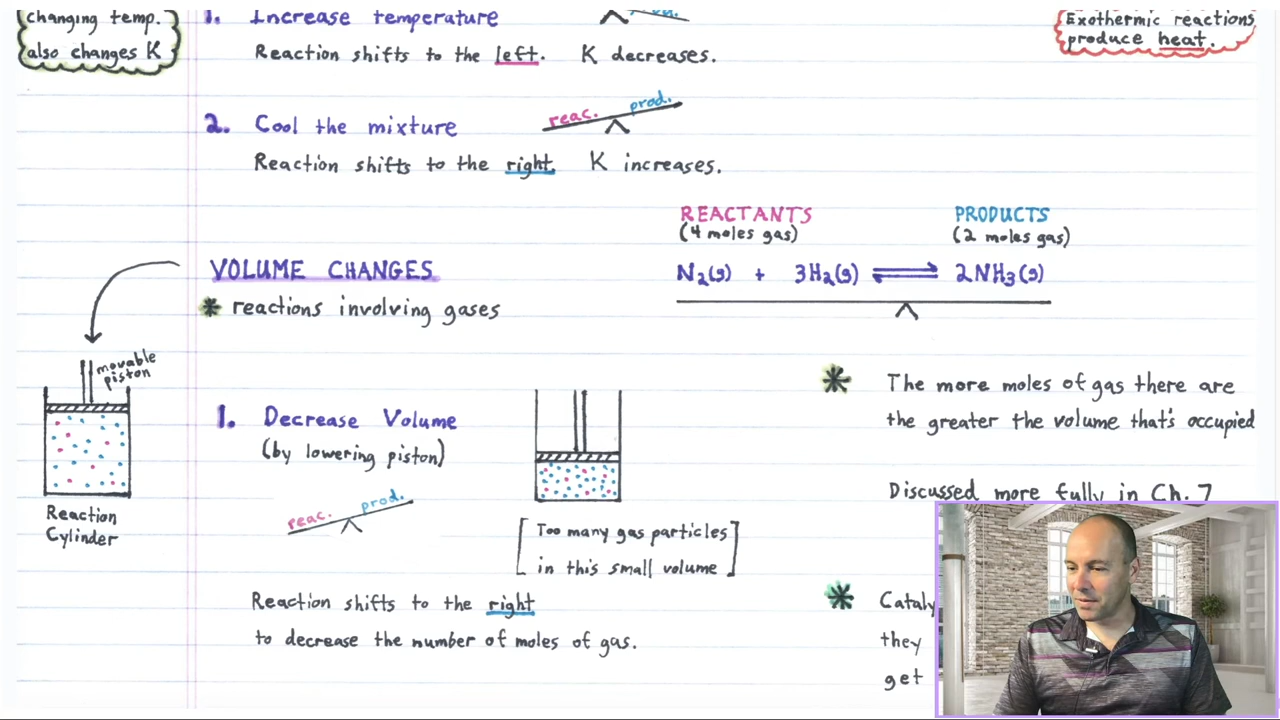 changing temp.
also changes K
1. Increase temperature
Reaction shifts to the left. K decreases.
Exothermic reactions
produce heat.
2. Cool the mixture
reac. prod.
Reaction shifts to the right. K increases.
REACTANTS
(4 moles gas)
PRODUCTS
(2 moles gas)
N2(g) + 3H2(g) ⇌ 2NH3(g)
VOLUME CHANGES
* reactions involving gases
movable
piston
Reaction
Cylinder
1. Decrease Volume
(by lowering piston)
reac. prod.
[Too many gas particles
in this small volume]
Reaction shifts to the right
to decrease the number of moles of gas.
* The more moles of gas there are
the greater the volume that's occupied
Discussed more fully in Ch. 7
* Cataly
they
get